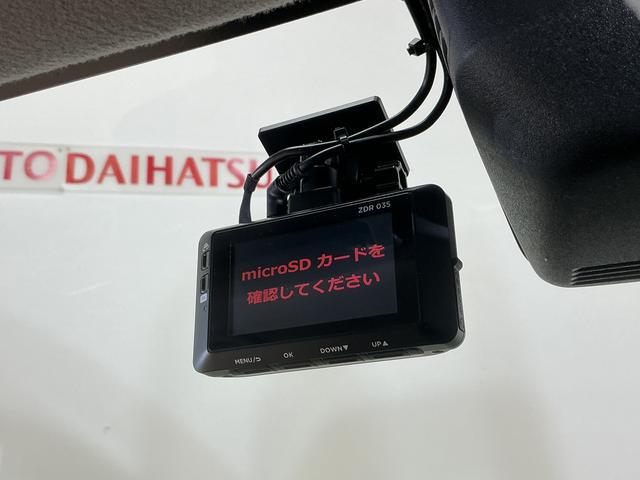 TO DAIHATSU
ZDR 035
microSD カードを
確認してください
MENU/⮌ OK DOWN▼ UP▲